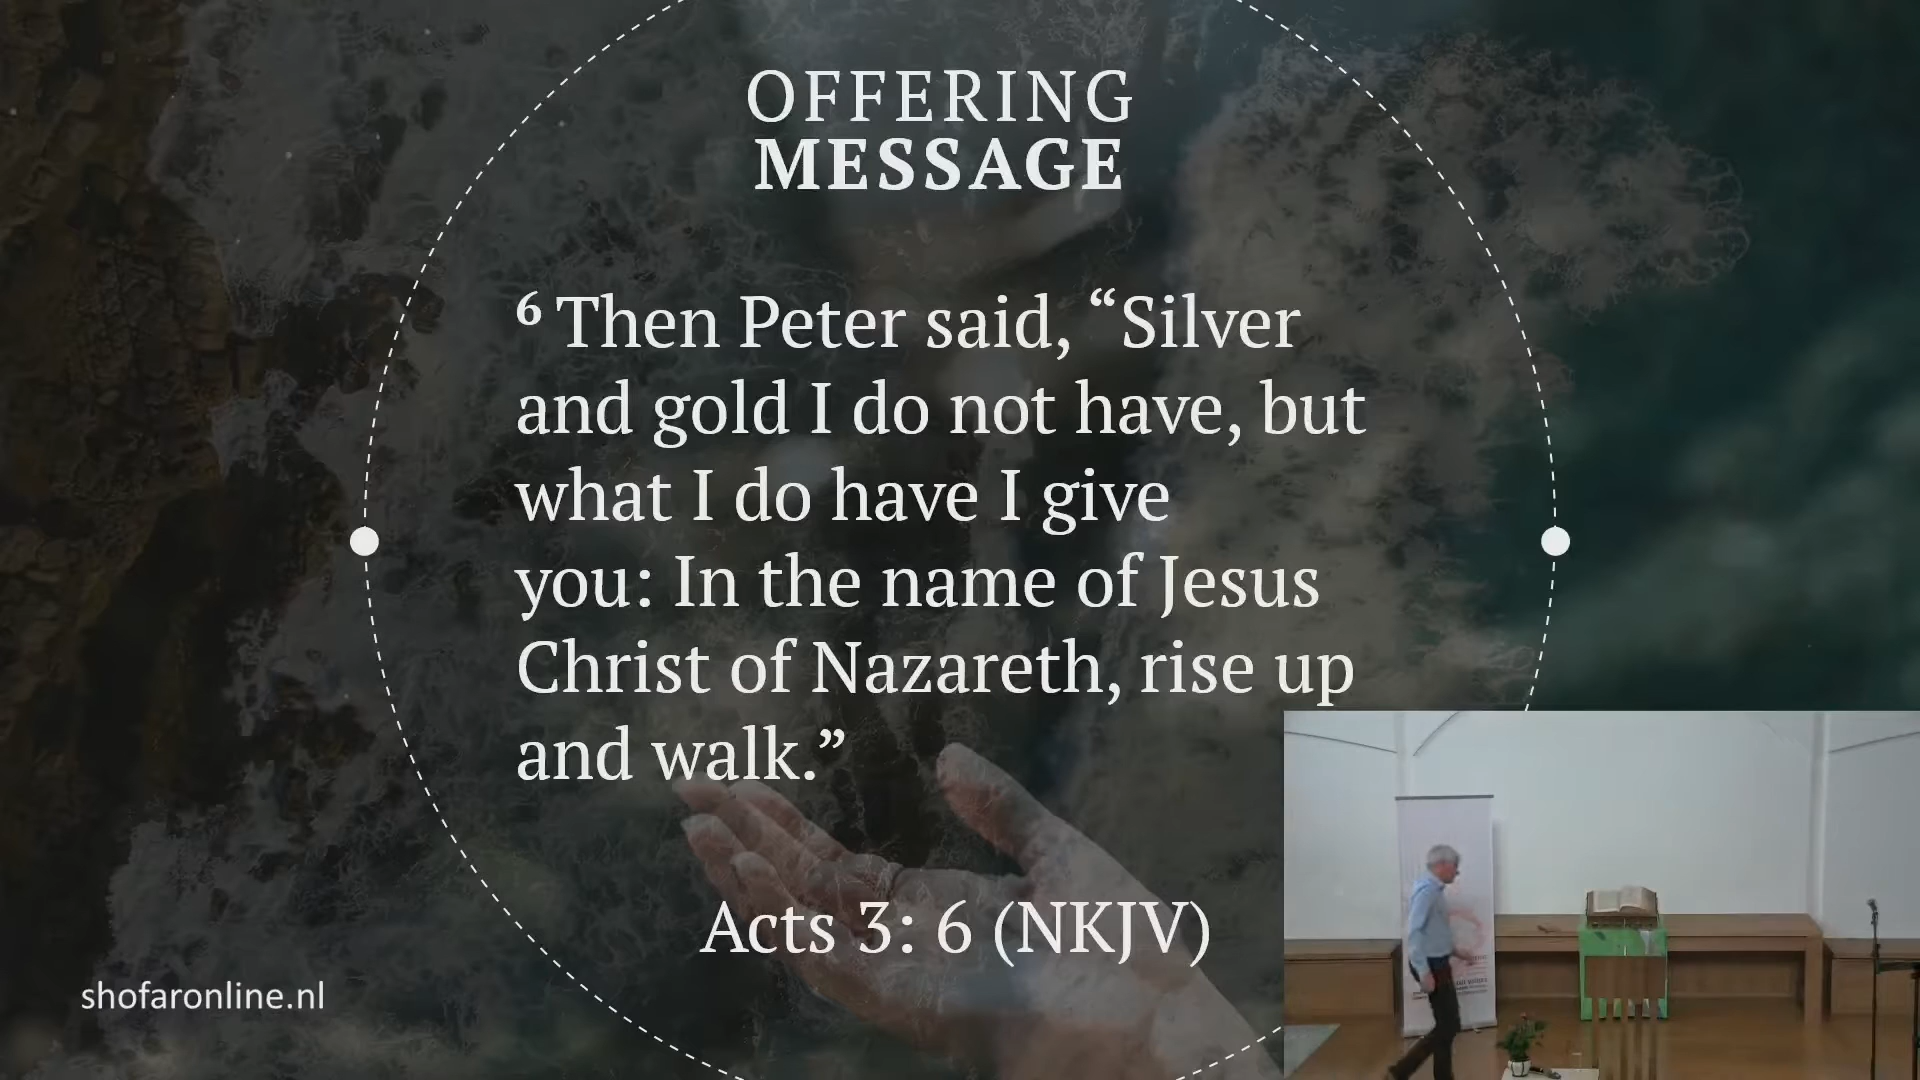 OFFERING
MESSAGE
6 Then Peter said, “Silver
and gold I do not have, but
what I do have I give
you: In the name of Jesus
Christ of Nazareth, rise up
and walk.”
Acts 3: 6 (NKJV)
shofaronline.nl